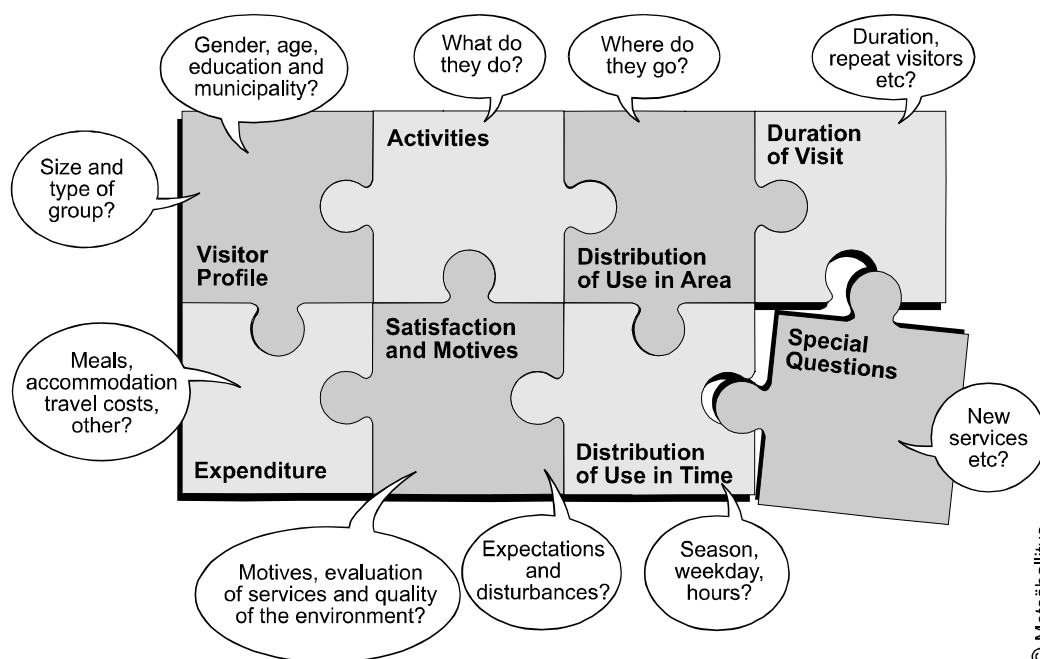 Gender, age,
education and
municipality?
What do
they do?
Where do
they go?
Duration,
repeat visitors
etc?
Size and
type of
group?
Visitor
Profile
Activities
Distribution
of Use in Area
Duration
of Visit
Meals,
accommodation
travel costs,
other?
Expenditure
Satisfaction
and Motives
Distribution
of Use in Time
Special
Questions
New
services
etc?
Motives, evaluation
of services and quality
of the environment?
Expectations
and
disturbances?
Season,
weekday,
hours?
© Metsähallitus